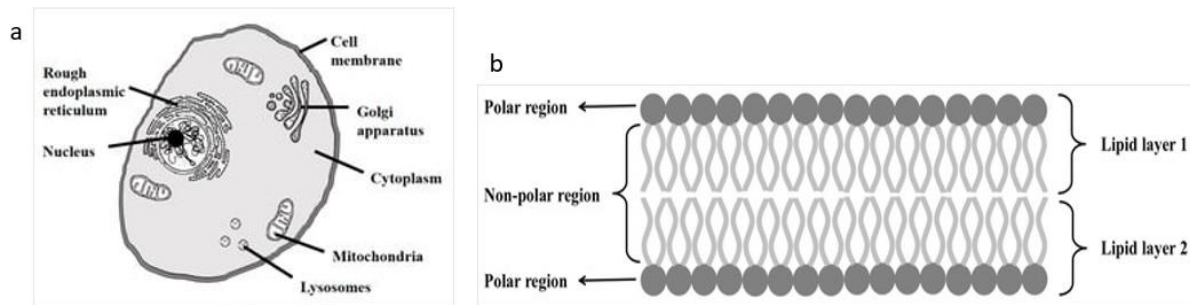 a
Cell
membrane
Rough
endoplasmic
reticulum
Golgi
apparatus
Nucleus
Cytoplasm
Mitochondria
Lysosomes
b
Polar region
Lipid layer 1
Non-polar region
Lipid layer 2
Polar region